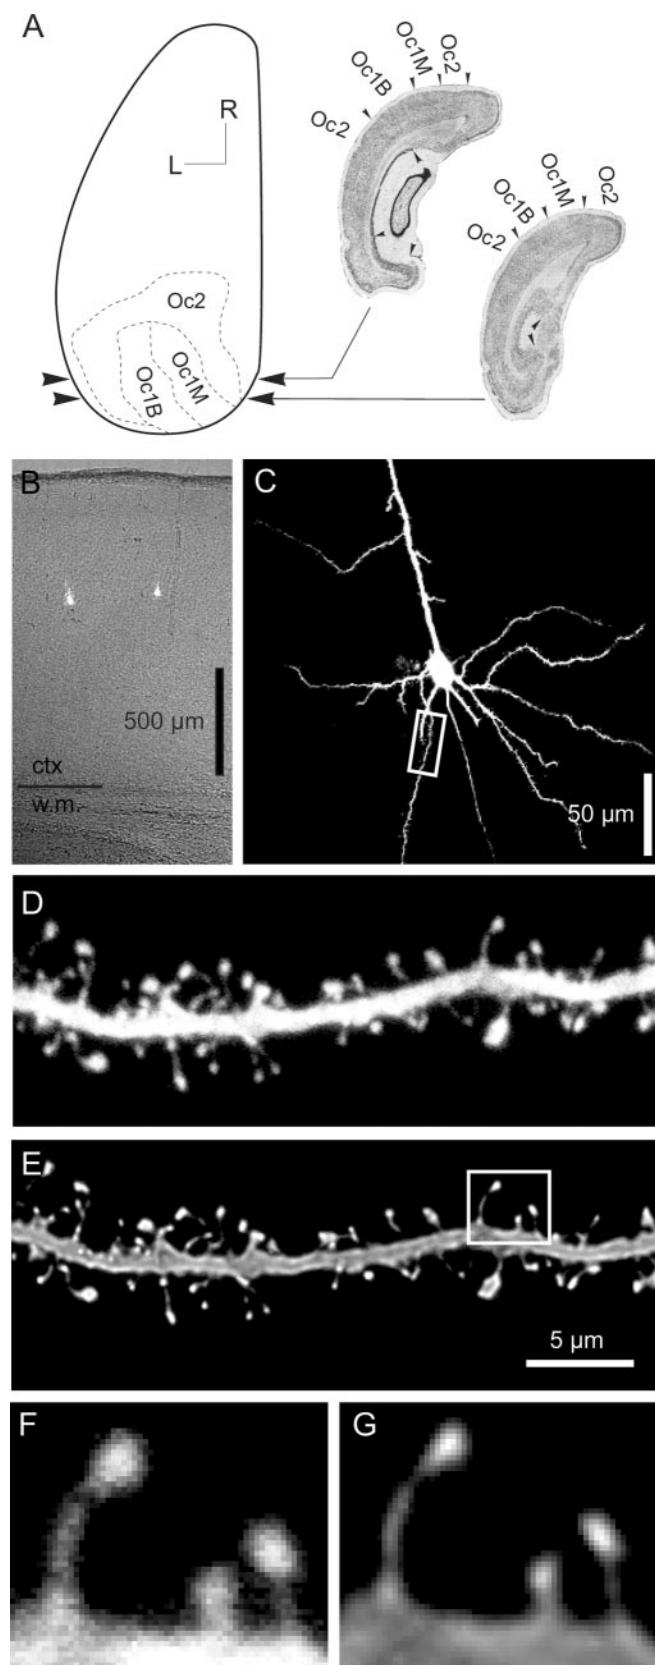 A
R
L
Oc2
Oc1B
Oc1M
Oc2
Oc1B
Oc1M
Oc2
Oc2
Oc1B
Oc1M
Oc2
B
500 µm
ctx
w.m.
C
50 µm
D
E
5 µm
F
G